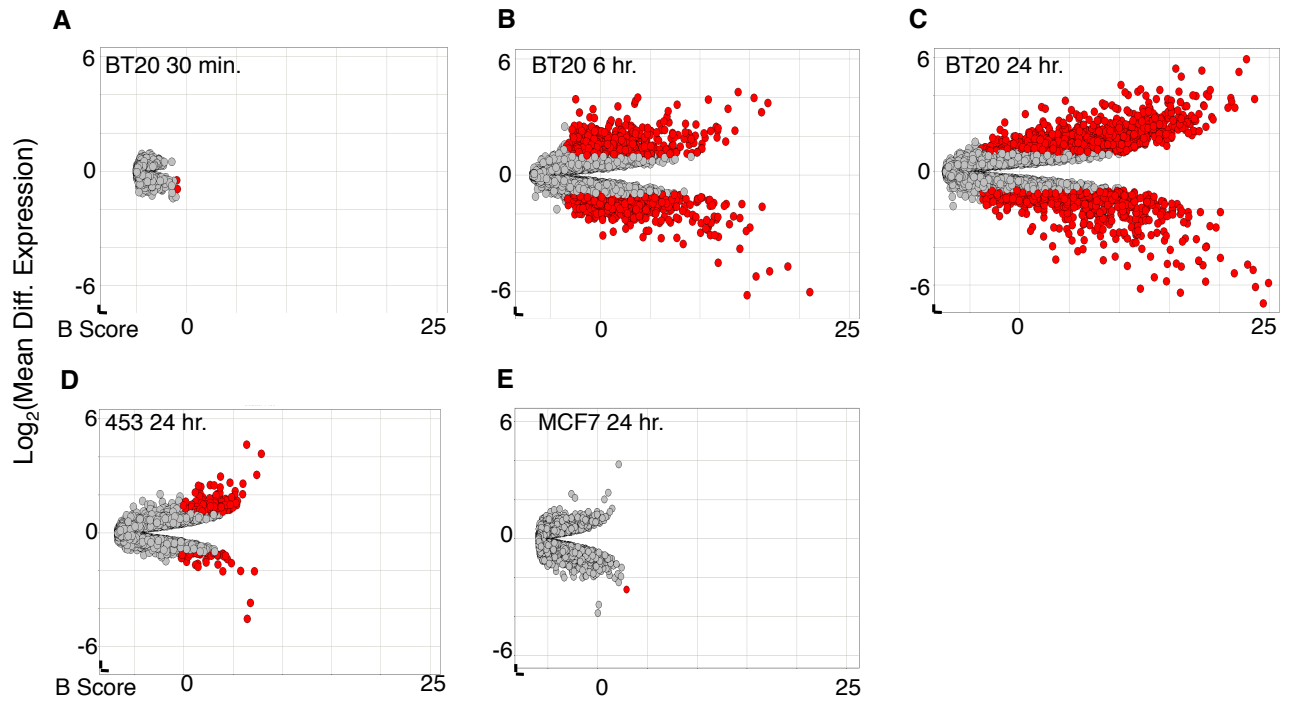 A
B
C
6
BT20 30 min.
6
BT20 6 hr.
6
BT20 24 hr.
0
0
0
-6
-6
-6
B Score
0
25
0
25
0
25
Log2(Mean Diff. Expression)
D
E
6
453 24 hr.
6
MCF7 24 hr.
0
0
-6
-6
B Score
0
25
0
25